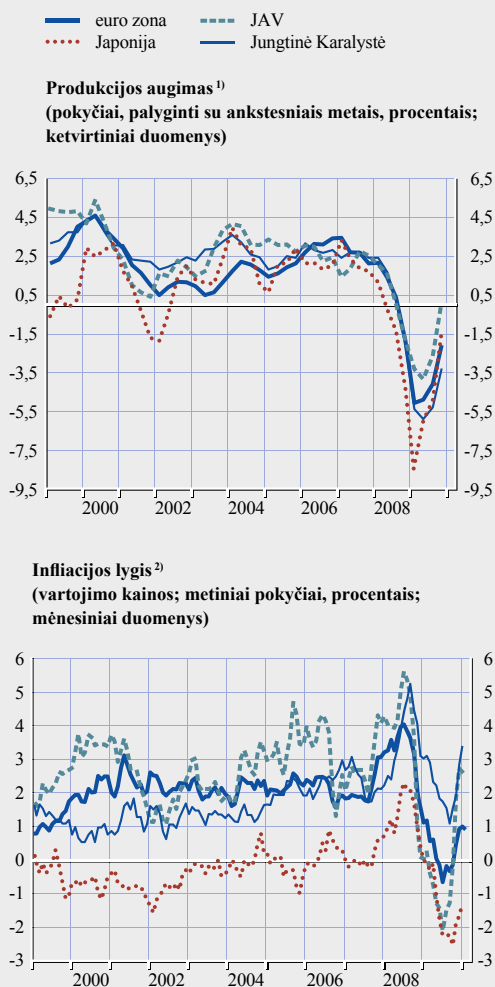 euro zona JAV
Japonija Jungtinė Karalystė
Produkcijos augimas 1)
(pokyčiai, palyginti su ankstesniais metais, procentais;
ketvirtiniai duomenys)
6,5 6,5
4,5 4,5
2,5 2,5
0,5 0,5
-1,5 -1,5
-3,5 -3,5
-5,5 -5,5
-7,5 -7,5
-9,5 -9,5
2000 2002 2004 2006 2008
Infliacijos lygis 2)
(vartojimo kainos; metiniai pokyčiai, procentais;
mėnesiniai duomenys)
6 6
5 5
4 4
3 3
2 2
1 1
0 0
-1 -1
-2 -2
-3 -3
2000 2002 2004 2006 2008